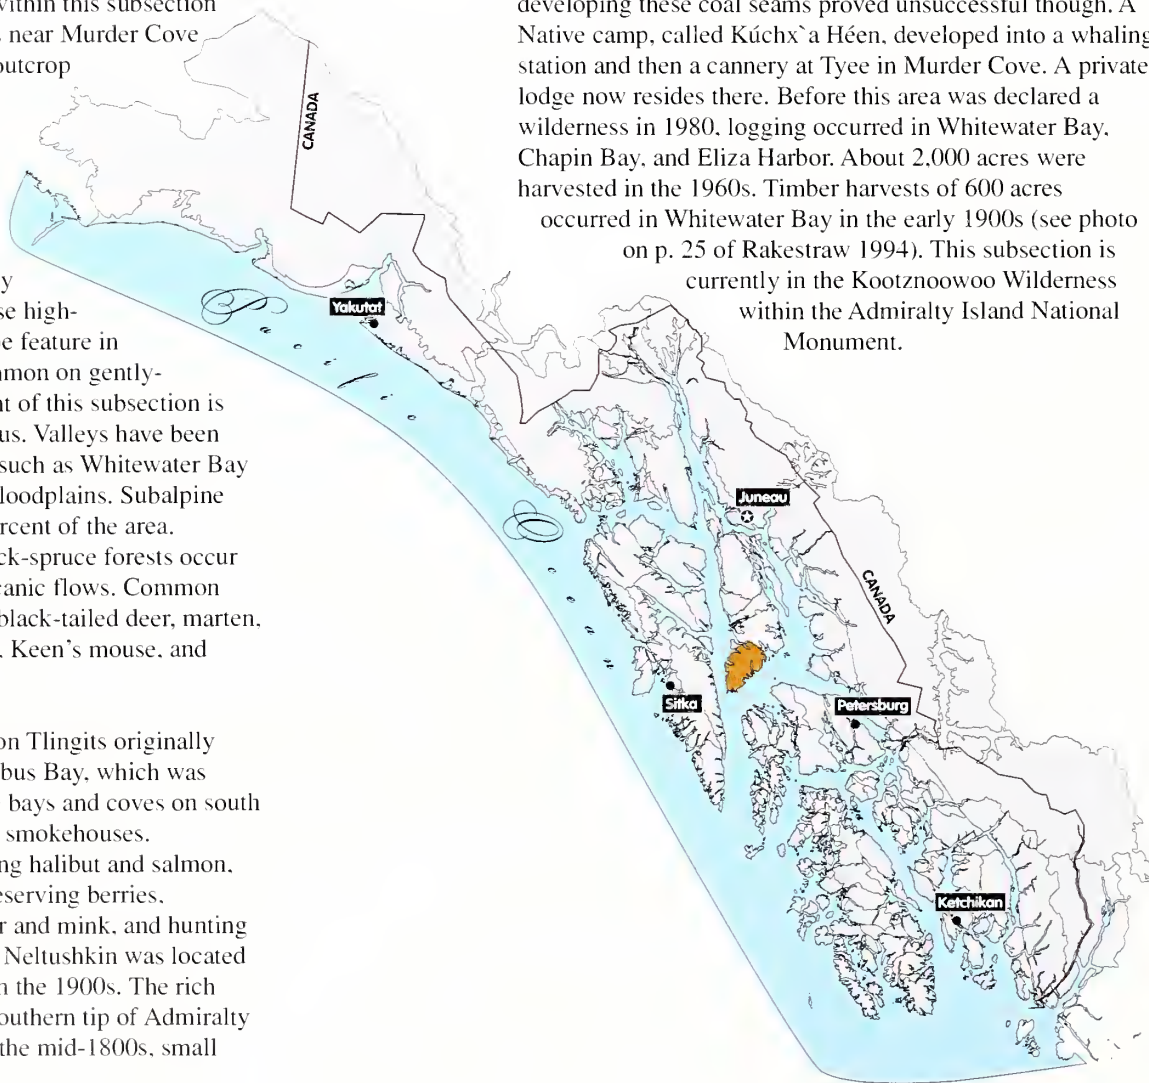 within this subsection
near Murder Cove
outcrop
y
se high-
e feature in
mmon on gently-
nt of this subsection is
us. Valleys have been
such as Whitewater Bay
loodplains. Subalpine
rcent of the area.
ck-spruce forests occur
canic flows. Common
black-tailed deer, marten,
, Keen's mouse, and
on Tlingits originally
bus Bay, which was
bays and coves on south
smokehouses.
ng halibut and salmon,
eserving berries,
r and mink, and hunting
Neltushkin was located
n the 1900s. The rich
outhern tip of Admiralty
the mid-1800s, small
developing these coal seams proved unsuccessful though. A
Native camp, called Kúchx`a Héen, developed into a whaling
station and then a cannery at Tyee in Murder Cove. A private
lodge now resides there. Before this area was declared a
wilderness in 1980, logging occurred in Whitewater Bay,
Chapin Bay, and Eliza Harbor. About 2,000 acres were
harvested in the 1960s. Timber harvests of 600 acres
occurred in Whitewater Bay in the early 1900s (see photo
on p. 25 of Rakestraw 1994). This subsection is
currently in the Kootznoowoo Wilderness
within the Admiralty Island National
Monument.
CANADA
Yakutat
Pacific Ocean
Juneau
CANADA
Sitka
Petersburg
Ketchikan